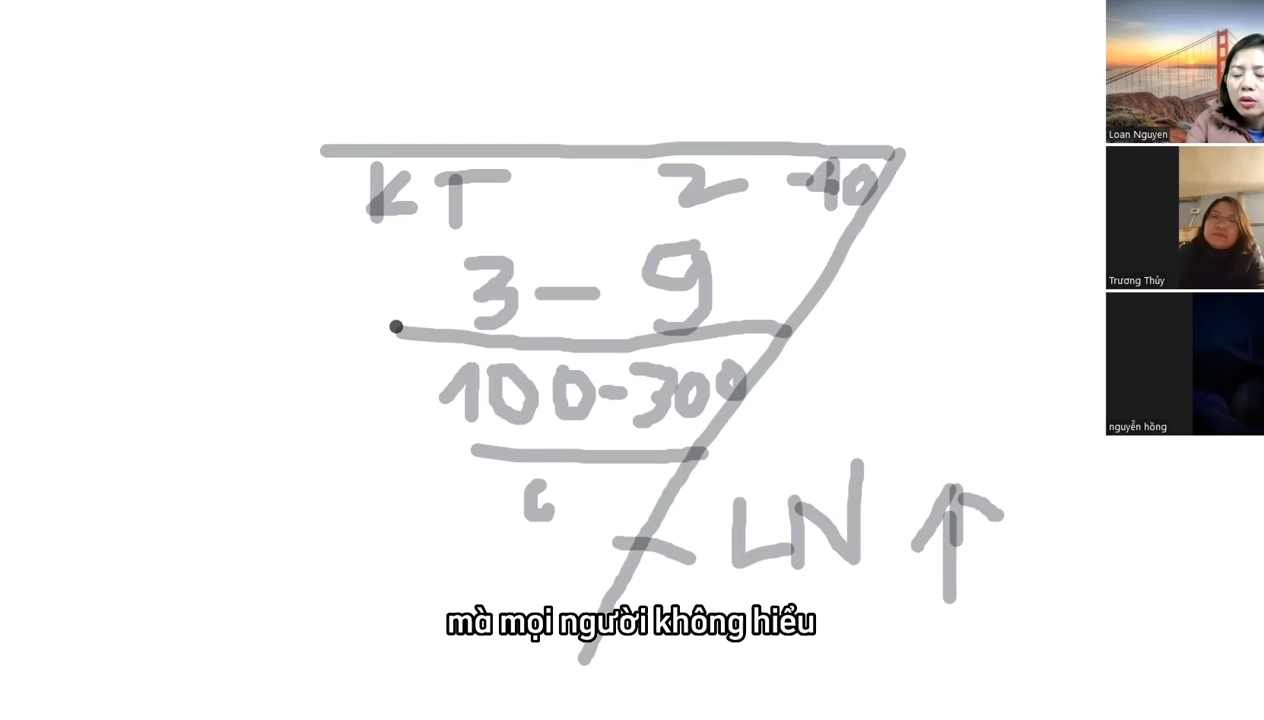 KT 2-10
3-9
100-300
LN ↑
mà mọi người không hiểu
Loan Nguyen
Trương Thủy
nguyễn hồng